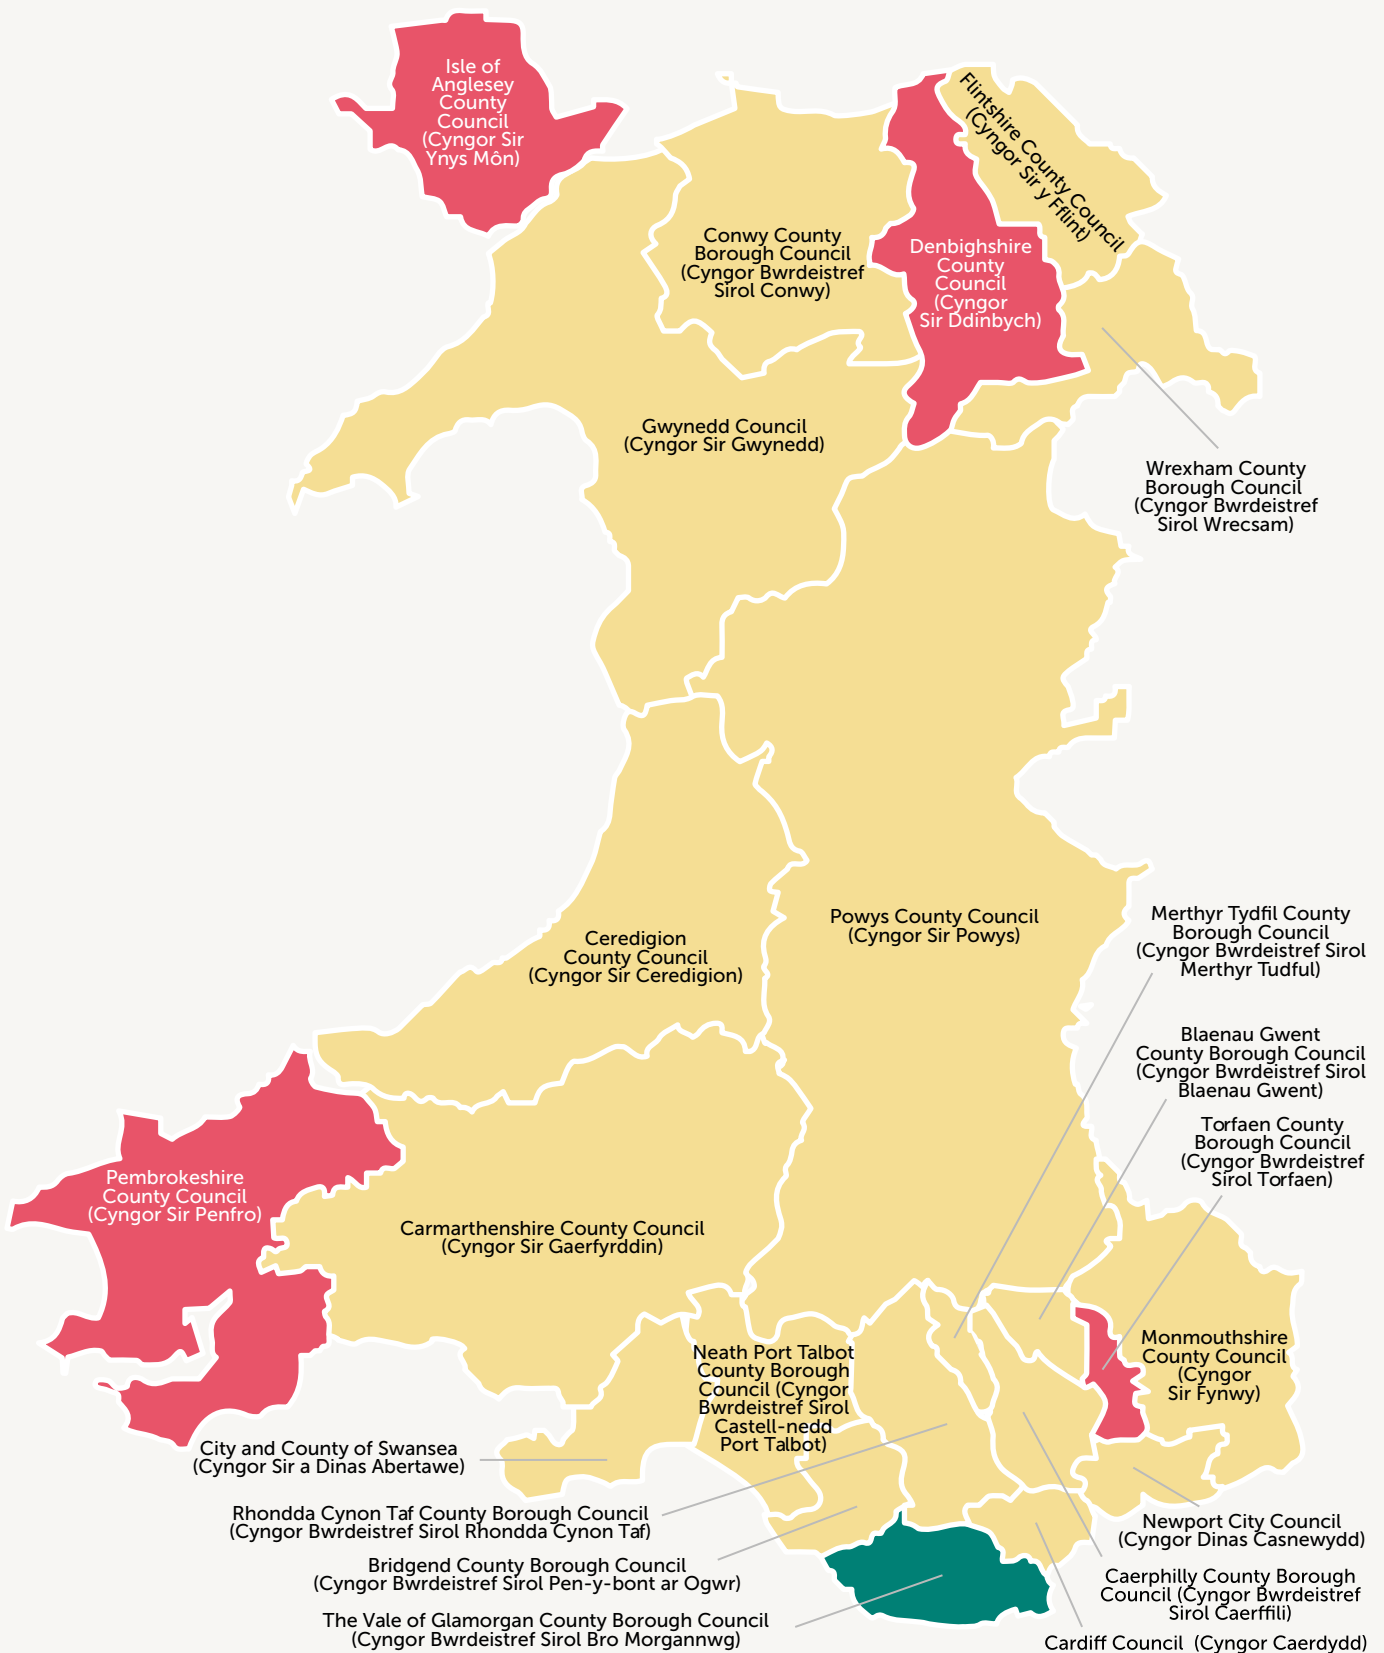 Isle of
Anglesey
County
Council
(Cyngor Sir
Ynys Môn)
Flintshire County Council
(Cyngor Sir y Fflint)
Conwy County
Borough Council
(Cyngor Bwrdeistref
Sirol Conwy)
Denbighshire
County
Council
(Cyngor
Sir Ddinbych)
Gwynedd Council
(Cyngor Sir Gwynedd)
Wrexham County
Borough Council
(Cyngor Bwrdeistref
Sirol Wrecsam)
Powys County Council
(Cyngor Sir Powys)
Merthyr Tydfil County
Borough Council
(Cyngor Bwrdeistref Sirol
Merthyr Tudful)
Ceredigion
County Council
(Cyngor Sir Ceredigion)
Blaenau Gwent
County Borough Council
(Cyngor Bwrdeistref Sirol
Blaenau Gwent)
Torfaen County
Borough Council
(Cyngor Bwrdeistref
Sirol Torfaen)
Pembrokeshire
County Council
(Cyngor Sir Penfro)
Carmarthenshire County Council
(Cyngor Sir Gaerfyrddin)
Neath Port Talbot
County Borough
Council (Cyngor
Bwrdeistref Sirol
Castell-nedd
Port Talbot)
Monmouthshire
County Council
(Cyngor
Sir Fynwy)
City and County of Swansea
(Cyngor Sir a Dinas Abertawe)
Rhondda Cynon Taf County Borough Council
(Cyngor Bwrdeistref Sirol Rhondda Cynon Taf)
Newport City Council
(Cyngor Dinas Casnewydd)
Bridgend County Borough Council
(Cyngor Bwrdeistref Sirol Pen-y-bont ar Ogwr)
Caerphilly County Borough
Council (Cyngor Bwrdeistref
Sirol Caerffili)
The Vale of Glamorgan County Borough Council
(Cyngor Bwrdeistref Sirol Bro Morgannwg)
Cardiff Council (Cyngor Caerdydd)